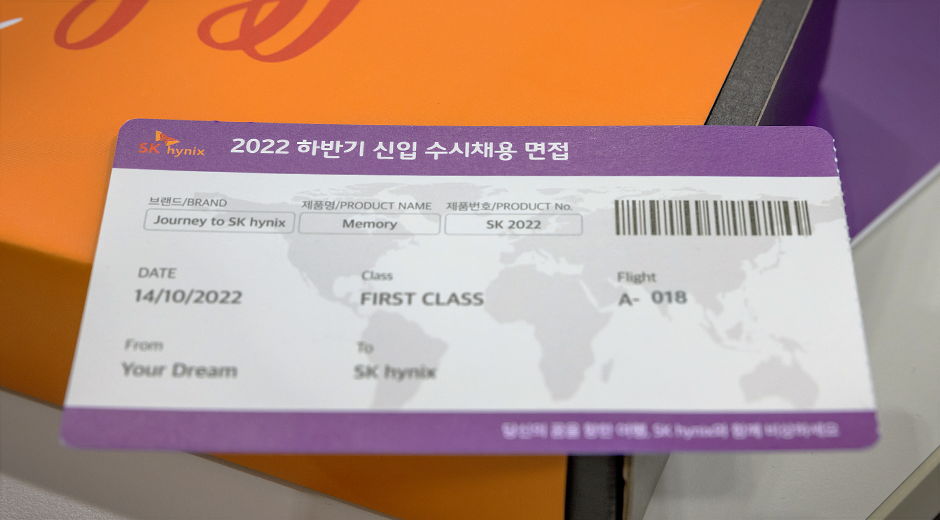 SK hynix
2022 하반기 신입 수시채용 면접
브랜드/BRAND
제품명/PRODUCT NAME
제품번호/PRODUCT No.
Journey to SK hynix
Memory
SK 2022
DATE
Class
Flight
14/10/2022
FIRST CLASS
A- 018
From
To
Your Dream
SK hynix
당신의 꿈을 향한 여행, SK hynix와 함께 비상하세요